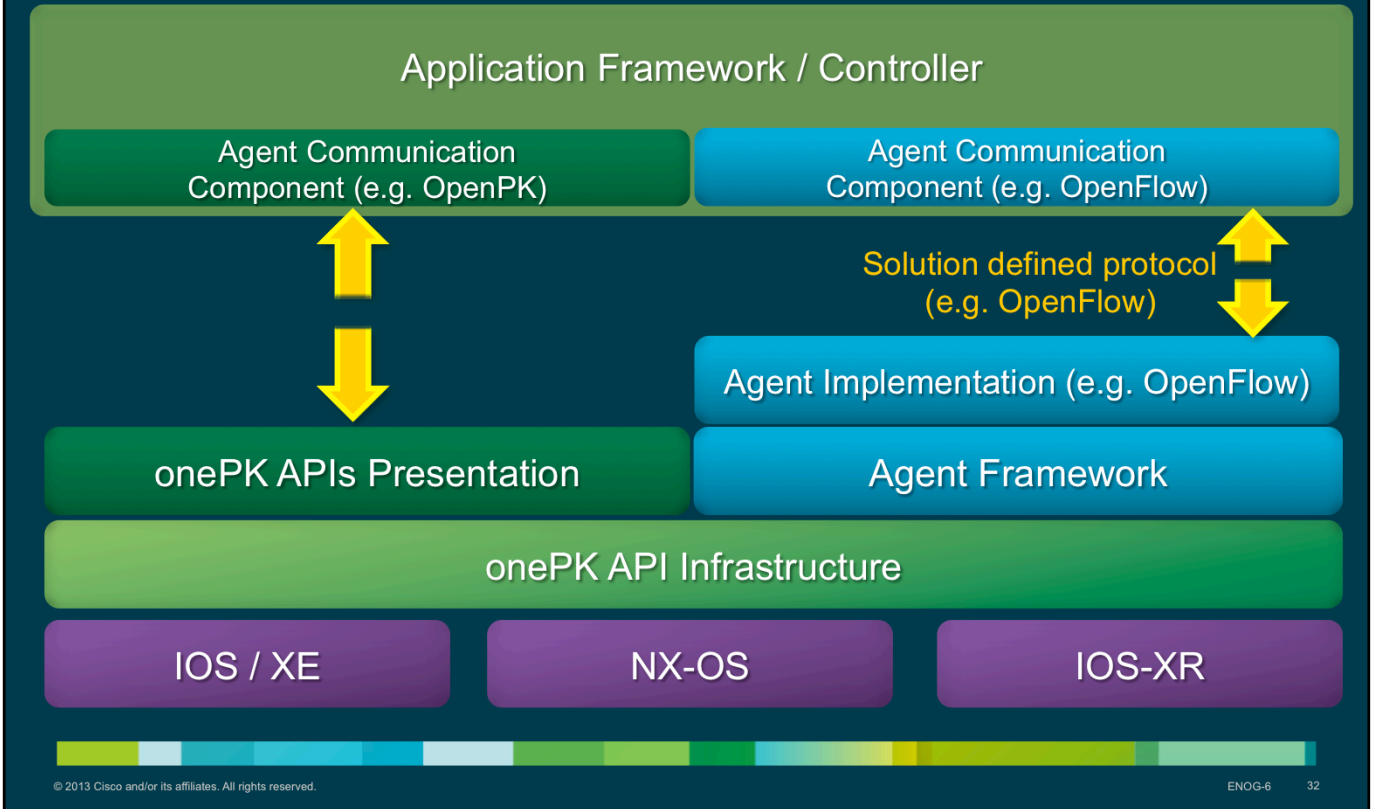 Application Framework / Controller
Agent Communication
Component (e.g. OpenPK)
Agent Communication
Component (e.g. OpenFlow)
Solution defined protocol
(e.g. OpenFlow)
Agent Implementation (e.g. OpenFlow)
onePK APIs Presentation
Agent Framework
onePK API Infrastructure
IOS / XE
NX-OS
IOS-XR
© 2013 Cisco and/or its affiliates. All rights reserved.
ENOG-6
32